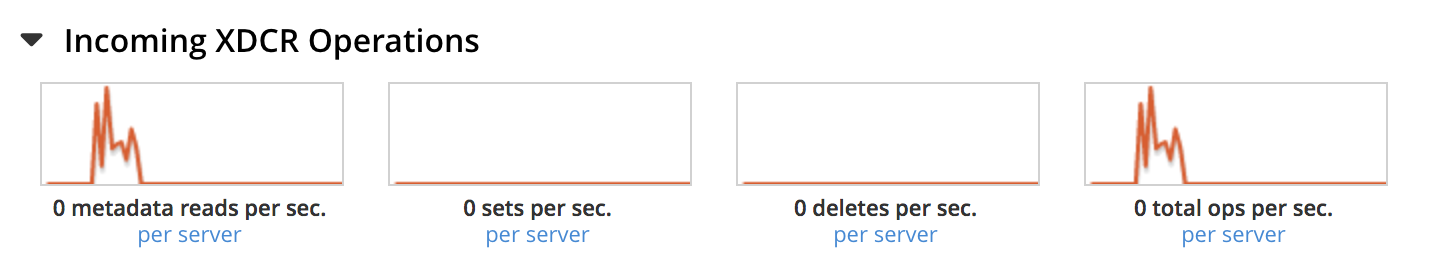 Incoming XDCR Operations
0 metadata reads per sec.
per server
0 sets per sec.
per server
0 deletes per sec.
per server
0 total ops per sec.
per server